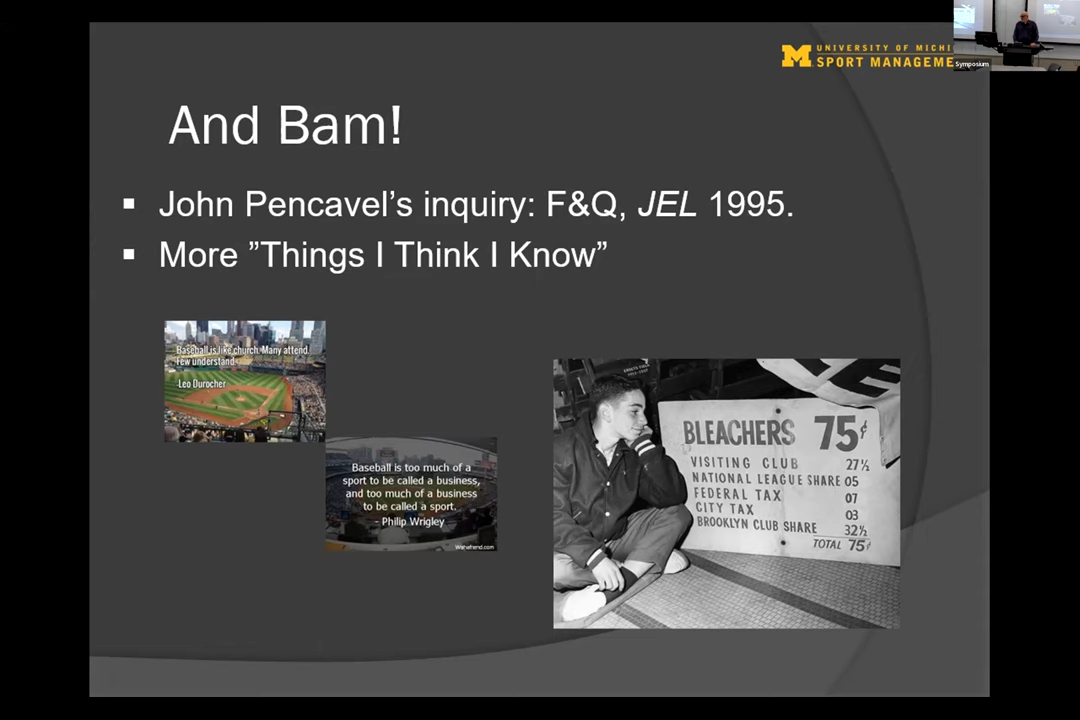 UNIVERSITY OF MICHI
SPORT MANAGEME
Symposium
And Bam!
▪ John Pencavel’s inquiry: F&Q, JEL 1995.
▪ More ”Things I Think I Know”
Baseball is like church. Many attend
Few understand
-Leo Durocher
Baseball is too much of a
sport to be called a business,
and too much of a business
to be called a sport.
- Philip Wrigley
BLEACHERS 75¢
VISITING CLUB 27½
NATIONAL LEAGUE SHARE 05
FEDERAL TAX 07
CITY TAX 03
BROOKLYN CLUB SHARE 32½
TOTAL 75¢